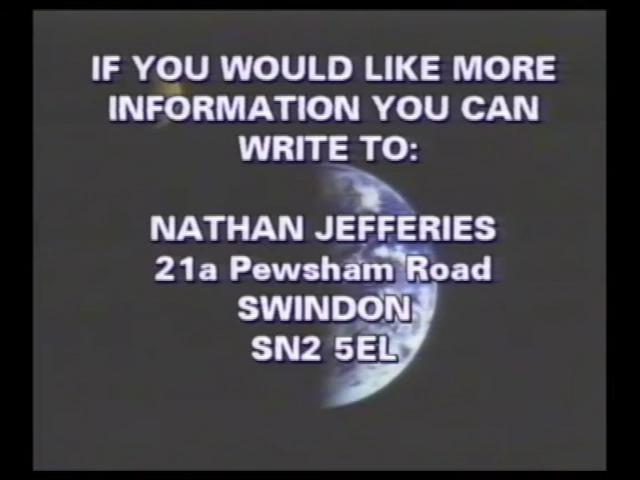 IF YOU WOULD LIKE MORE
INFORMATION YOU CAN
WRITE TO:
NATHAN JEFFERIES
21a Pewsham Road
SWINDON
SN2 5EL